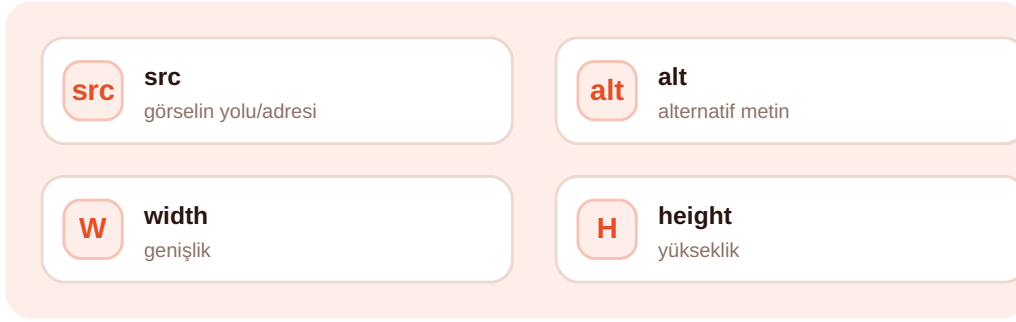 src
src
görselin yolu/adresi
alt
alt
alternatif metin
W
width
genişlik
H
height
yükseklik